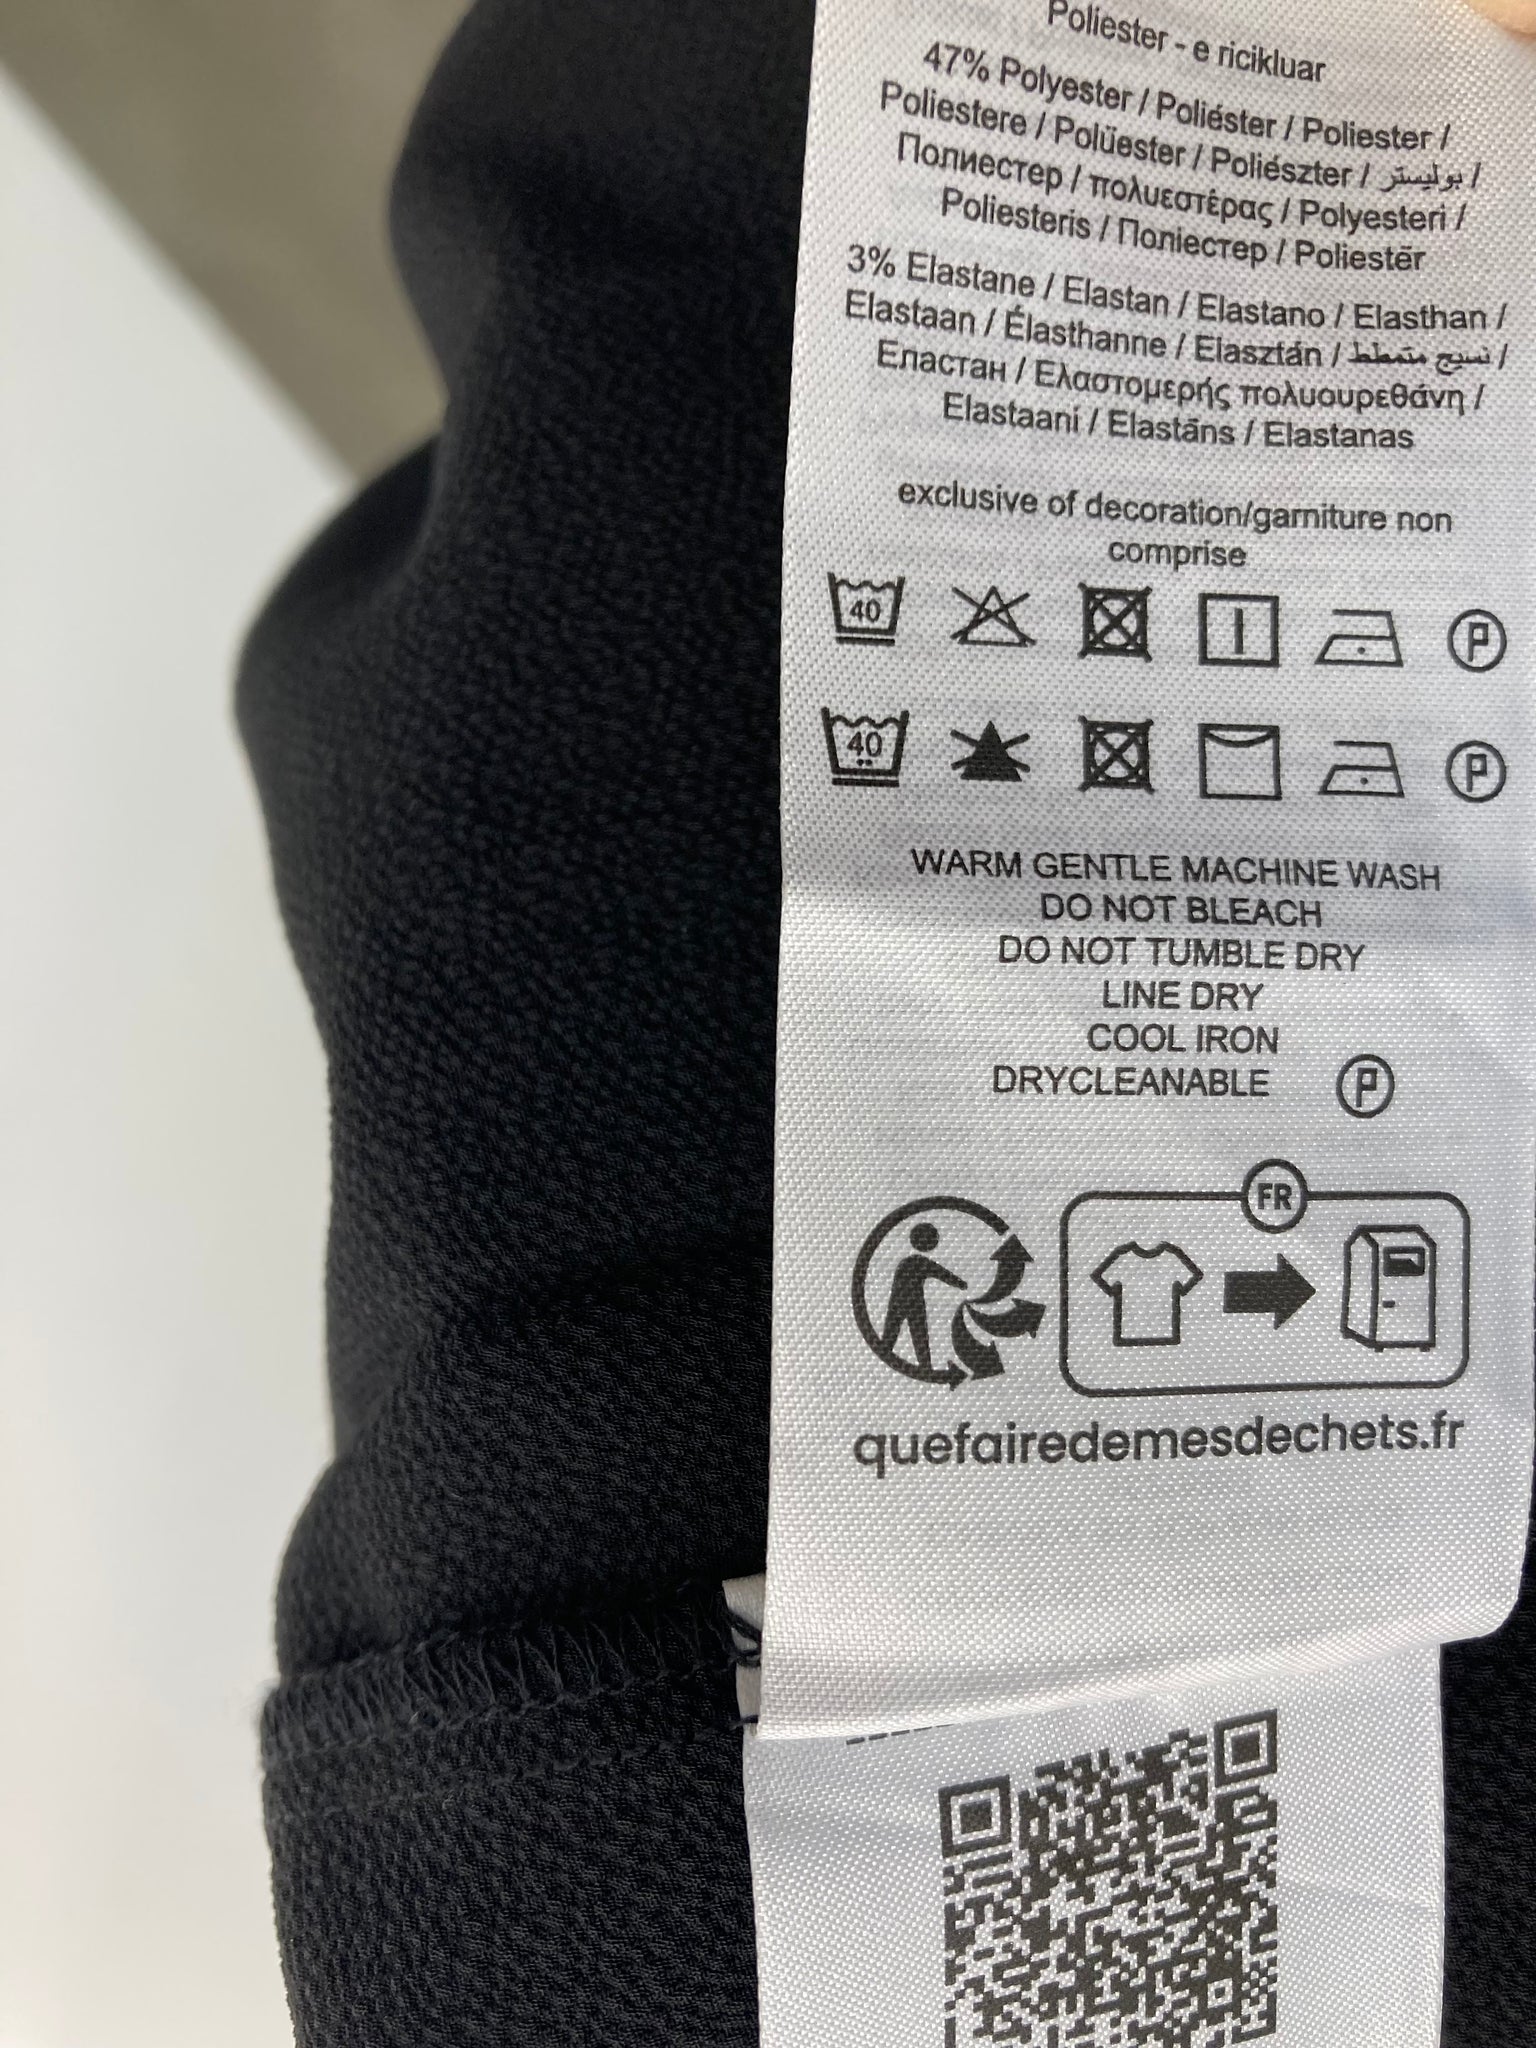 Poliester - e ricikluar
47% Polyester / Poliéster / Poliester /
Poliestere / Polüester / Poliészter / بوليستر /
Полиестер / πολυεστέρας / Polyesteri /
Poliesteris / Поліестер / Poliestër
3% Elastane / Elastan / Elastano / Elasthan /
Elastaan / Élasthanne / Elasztán / نسيج متمطط /
Еластан / Ελαστομερής πολυουρεθάνη /
Elastaani / Elastāns / Elastanas
exclusive of decoration/garniture non
comprise
40 P
40 P
WARM GENTLE MACHINE WASH
DO NOT BLEACH
DO NOT TUMBLE DRY
LINE DRY
COOL IRON
DRYCLEANABLE P
FR
quefairedemesdechets.fr